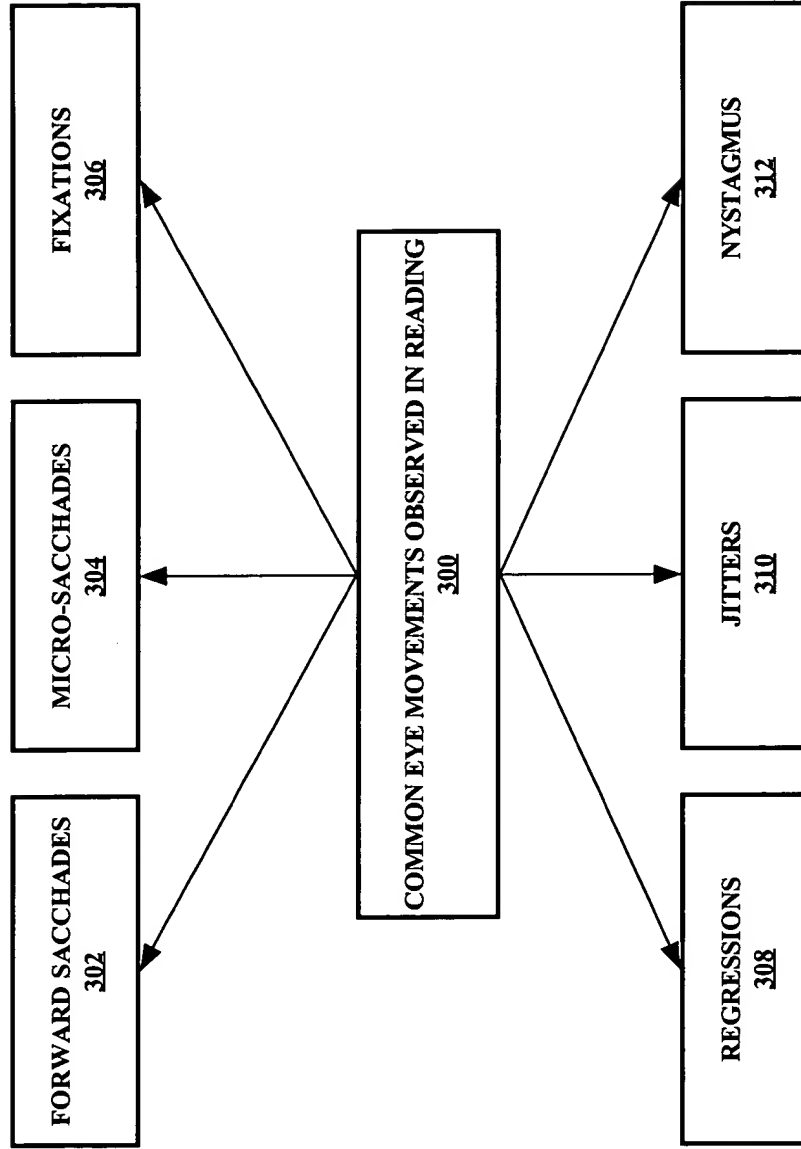 FORWARD SACCHADES
302
MICRO-SACCHADES
304
FIXATIONS
306
COMMON EYE MOVEMENTS OBSERVED IN READING
300
REGRESSIONS
308
JITTERS
310
NYSTAGMUS
312